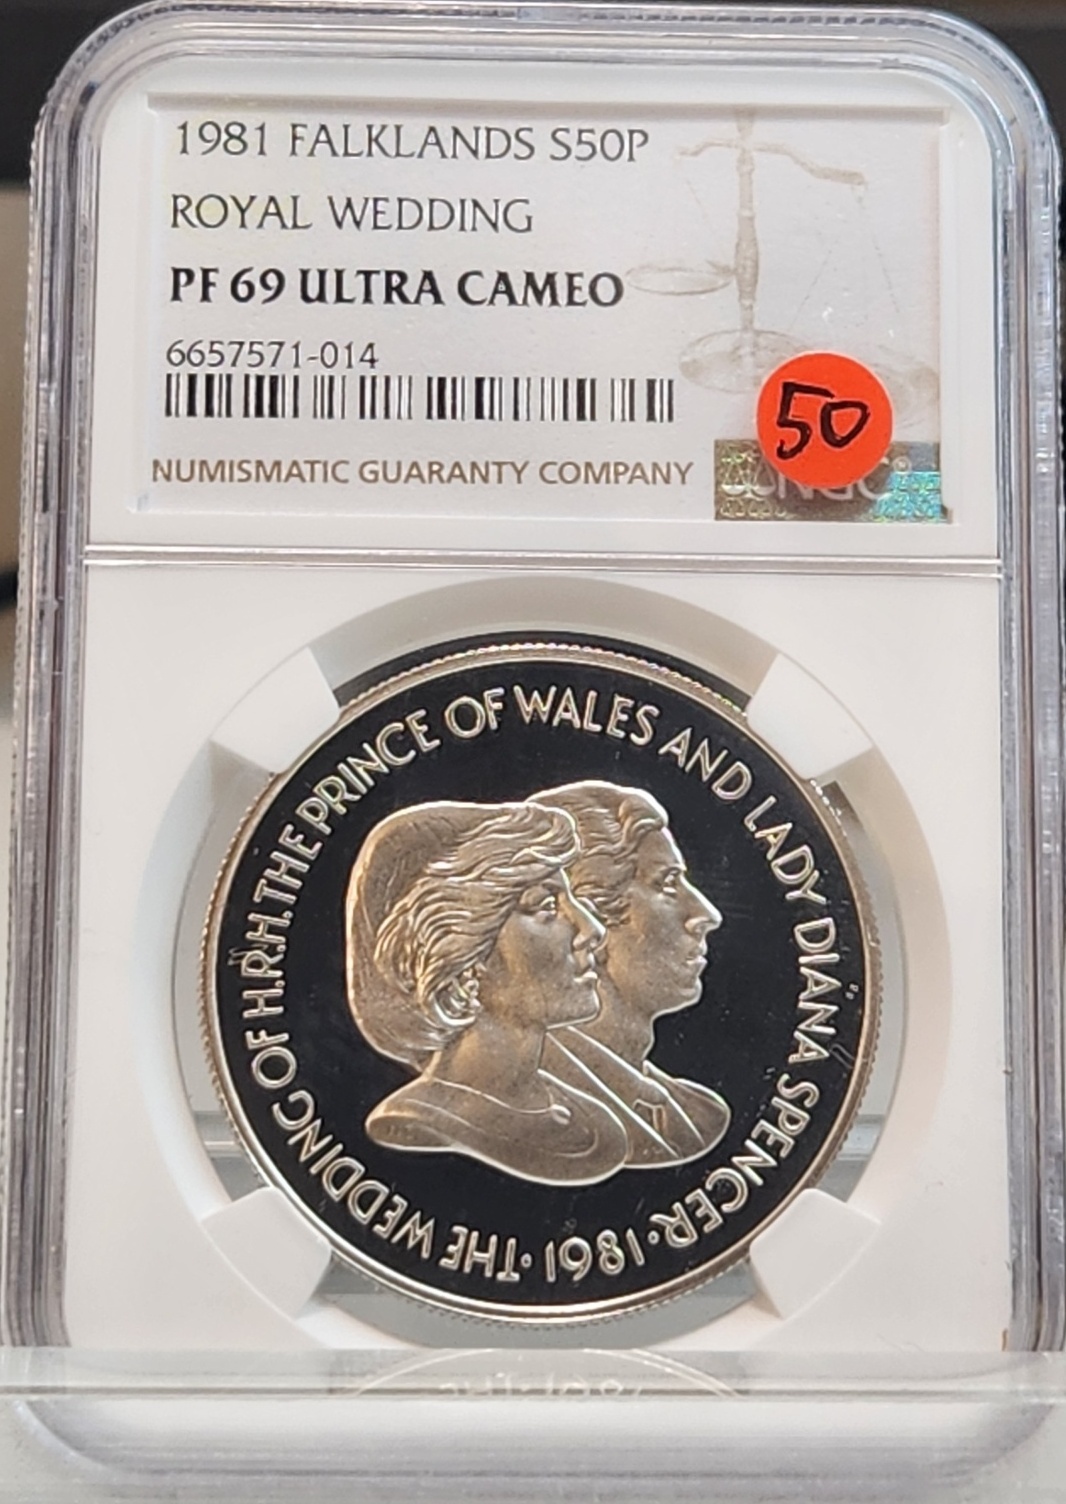 1981 FALKLANDS S50P
ROYAL WEDDING
PF 69 ULTRA CAMEO
6657571-014
NUMISMATIC GUARANTY COMPANY
NGC®
50
THE WEDDING OF H.R.H. THE PRINCE OF WALES AND LADY DIANA SPENCER · 1981 ·